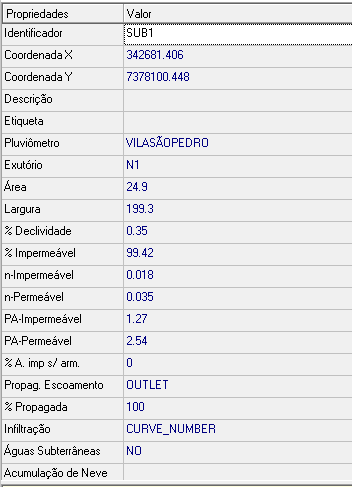 Propriedades Valor
Identificador SUB1
Coordenada X 342681.406
Coordenada Y 7378100.448
Descrição
Etiqueta
Pluviômetro VILASÃOPEDRO
Exutório N1
Área 24.9
Largura 199.3
% Declividade 0.35
% Impermeável 99.42
n-Impermeável 0.018
n-Permeável 0.035
PA-Impermeável 1.27
PA-Permeável 2.54
% A. imp s/ arm. 0
Propag. Escoamento OUTLET
% Propagada 100
Infiltração CURVE_NUMBER
Águas Subterrâneas NO
Acumulação de Neve